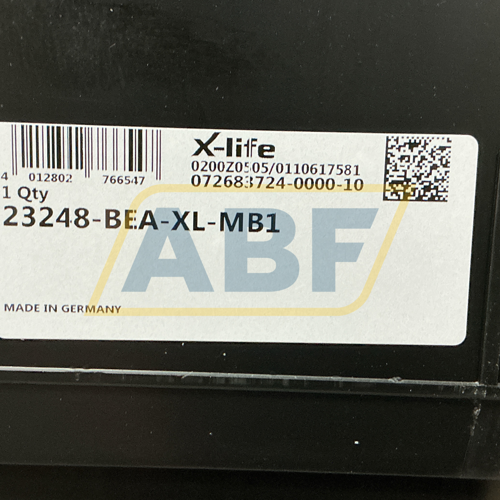 X-life
4 012802 766547
0200Z0505/0110617581
072683724-0000-10
1 Qty
23248-BEA-XL-MB1
ABF
MADE IN GERMANY